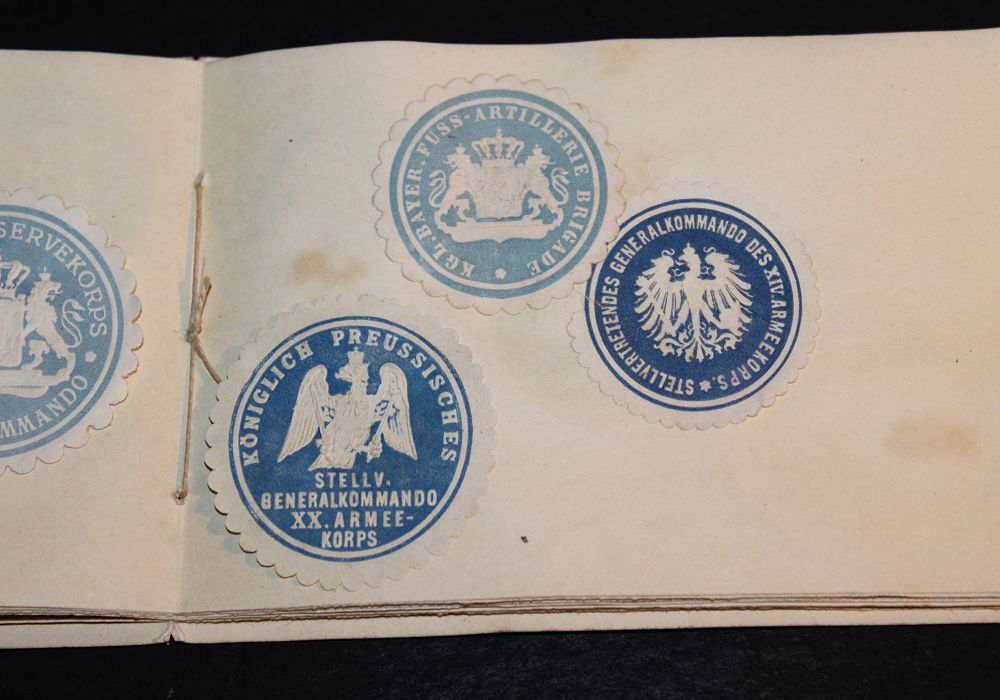 SERVEKORPS
MMANDO
KGL. BAYER. FUSS-ARTILLERIE BRIGADE
STELLVERTRETENDES GENERALKOMMANDO DES XIV. ARMEEKORPS.
KÖNIGLICH PREUSSISCHES
STELLV.
GENERALKOMMANDO
XX. ARMEE-
KORPS